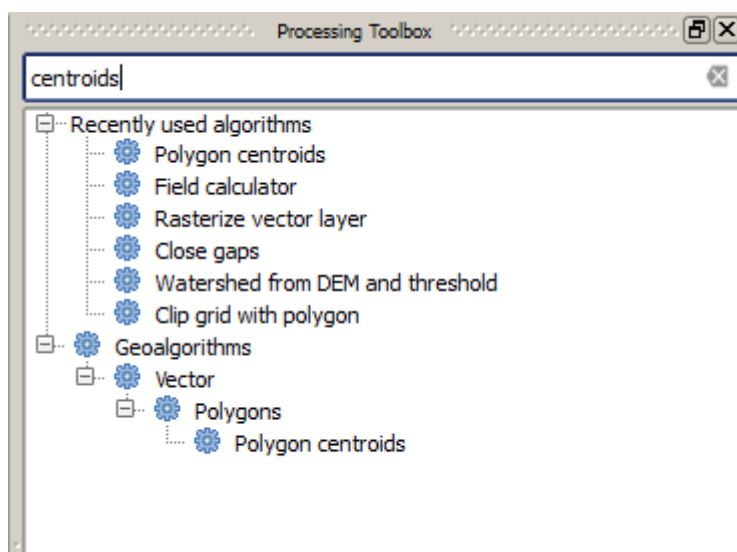 Processing Toolbox
centroids
Recently used algorithms
Polygon centroids
Field calculator
Rasterize vector layer
Close gaps
Watershed from DEM and threshold
Clip grid with polygon
Geoalgorithms
Vector
Polygons
Polygon centroids